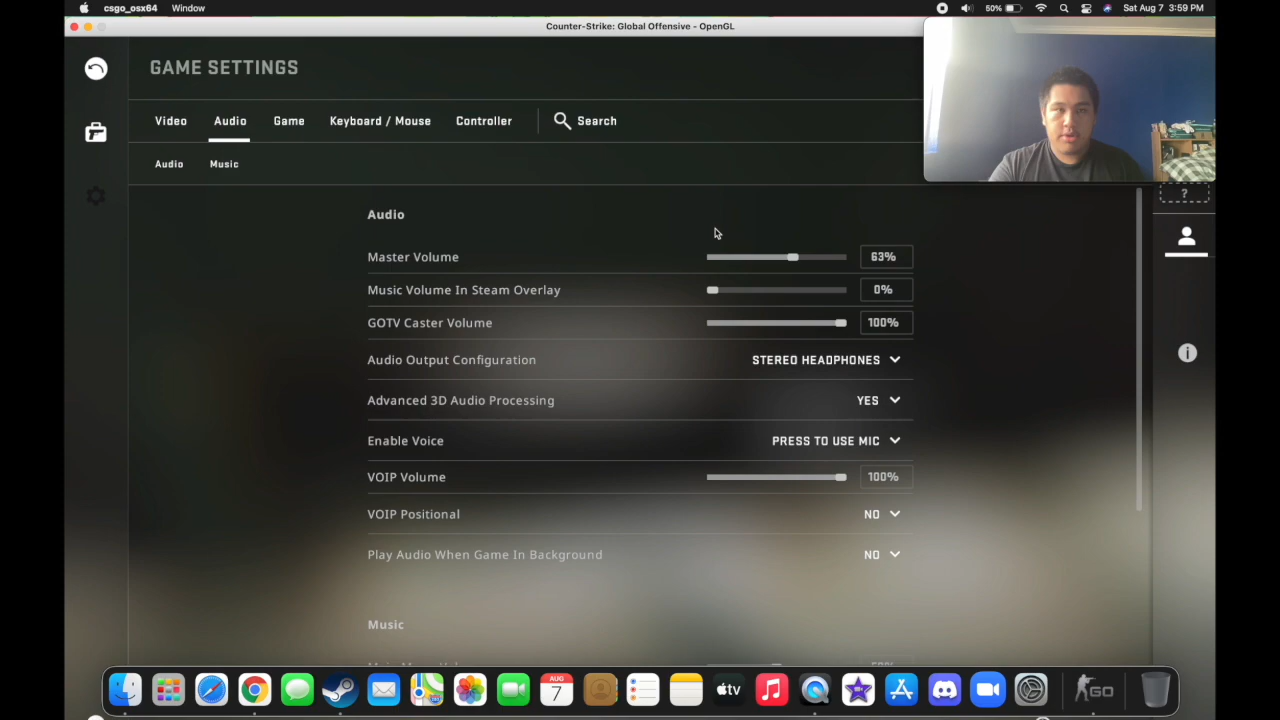 csgo_osx64 Window 50% Sat Aug 7 3:59 PM
Counter-Strike: Global Offensive - OpenGL
GAME SETTINGS
Video Audio Game Keyboard / Mouse Controller Search
Audio Music
?
Audio
Master Volume 63%
Music Volume In Steam Overlay 0%
GOTV Caster Volume 100%
Audio Output Configuration STEREO HEADPHONES
Advanced 3D Audio Processing YES
Enable Voice PRESS TO USE MIC
VOIP Volume 100%
VOIP Positional NO
Play Audio When Game In Background NO
Music
AUG
7
tv
GO